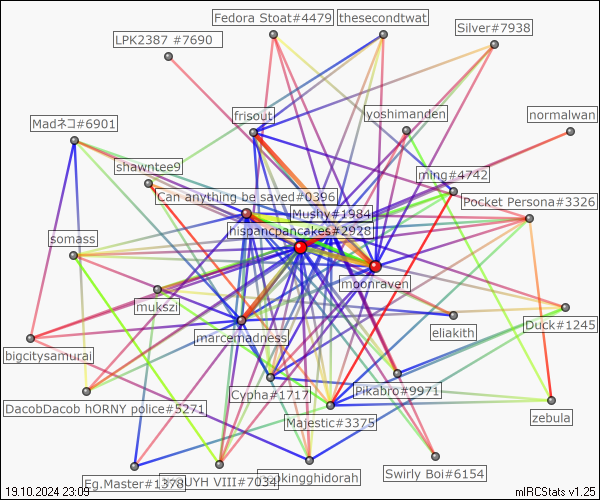 Fedora Stoat#4479
thesecondtwat
Silver#7938
LPK2387 #7690
frisout
yoshimanden
normalwan
Madネコ#6901
shawntee9
ming#4742
Can anything be saved#0396
Pocket Persona#3326
Mushy#1984
hispancpancakes#2928
somass
moonraven
mukszi
Duck#1245
eliakith
marcemadness
bigcitysamurai
Cypha#1717
Pikabro#9971
DacobDacob hORNY police#5271
zebula
Majestic#3375
Swirly Boi#6154
Eg.Master#1378
UYH VIII#7034
okingghidorah
19.10.2024 23:09
mIRCStats v1.25